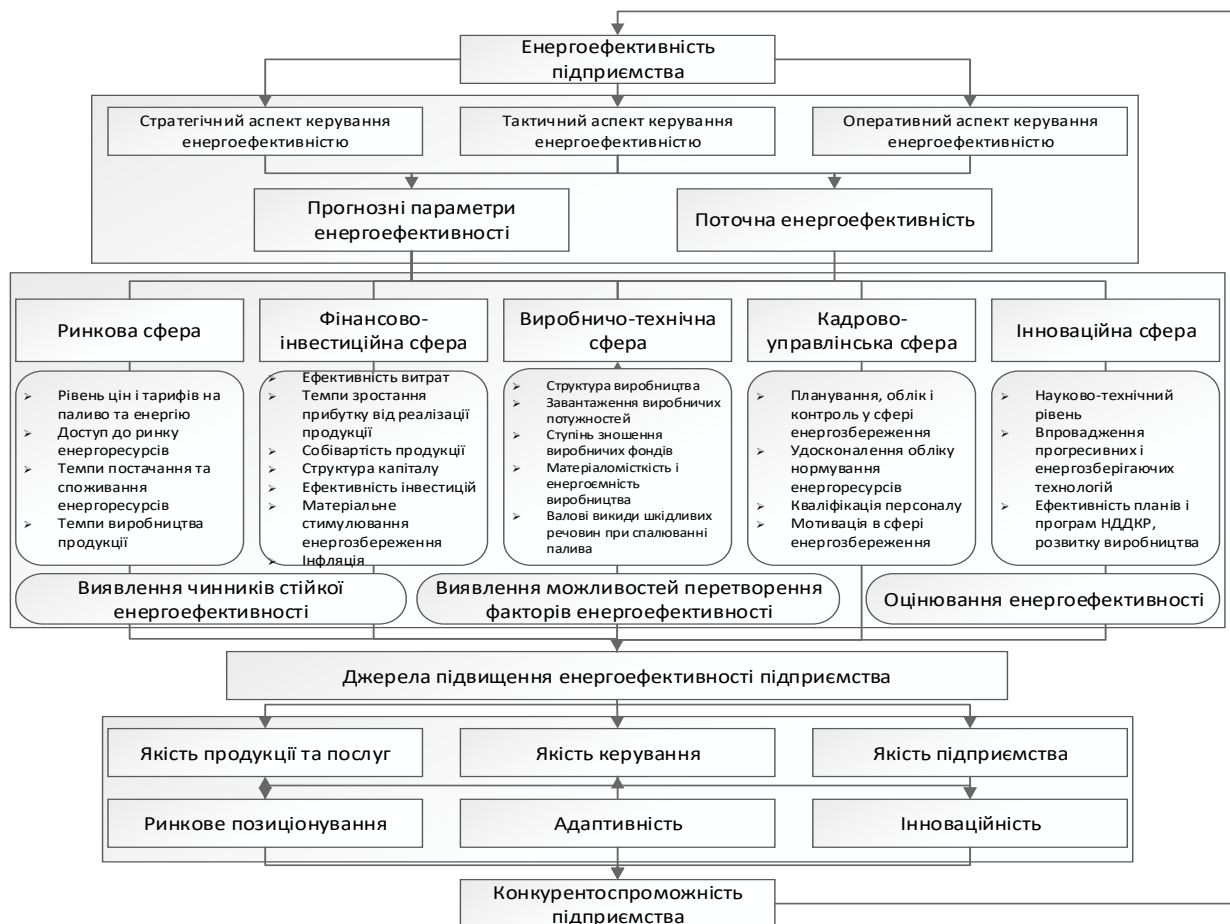 Енергоефективність
підприємства
Стратегічний аспект керування
енергоефективністю
Тактичний аспект керування
енергоефективністю
Оперативний аспект керування
енергоефективністю
Прогнозні параметри
енергоефективності
Поточна енергоефективність
Ринкова сфера
Фінансово-
інвестиційна сфера
Виробничо-технічна
сфера
Кадрово-
управлінська сфера
Інноваційна сфера
➢ Рівень цін і тарифів на
паливо та енергію
➢ Доступ до ринку
енергоресурсів
➢ Темпи постачання та
споживання
енергоресурсів
➢ Темпи виробництва
продукції
➢ Ефективність витрат
➢ Темпи зростання
прибутку від реалізації
продукції
➢ Собівартість продукції
➢ Структура капіталу
➢ Ефективність інвестицій
➢ Матеріальне
стимулювання
енергозбереження
➢ Інфляція
➢ Структура виробництва
➢ Завантаження виробничих
потужностей
➢ Ступінь зношення
виробничих фондів
➢ Матеріаломісткість і
енергоємність
виробництва
➢ Валові викиди шкідливих
речовин при спалюванні
палива
➢ Планування, облік і
контроль у сфері
енергозбереження
➢ Удосконалення обліку
нормування
енергоресурсів
➢ Кваліфікація персоналу
➢ Мотивація в сфері
енергозбереження
➢ Науково-технічний
рівень
➢ Впровадження
прогресивних і
енергозберігаючих
технологій
➢ Ефективність планів і
програм НДДКР,
розвитку виробництва
Виявлення чинників стійкої
енергоефективності
Виявлення можливостей перетворення
факторів енергоефективності
Оцінювання енергоефективності
Джерела підвищення енергоефективності підприємства
Якість продукції та послуг
Якість керування
Якість підприємства
Ринкове позиціонування
Адаптивність
Інноваційність
Конкурентоспроможність
підприємства